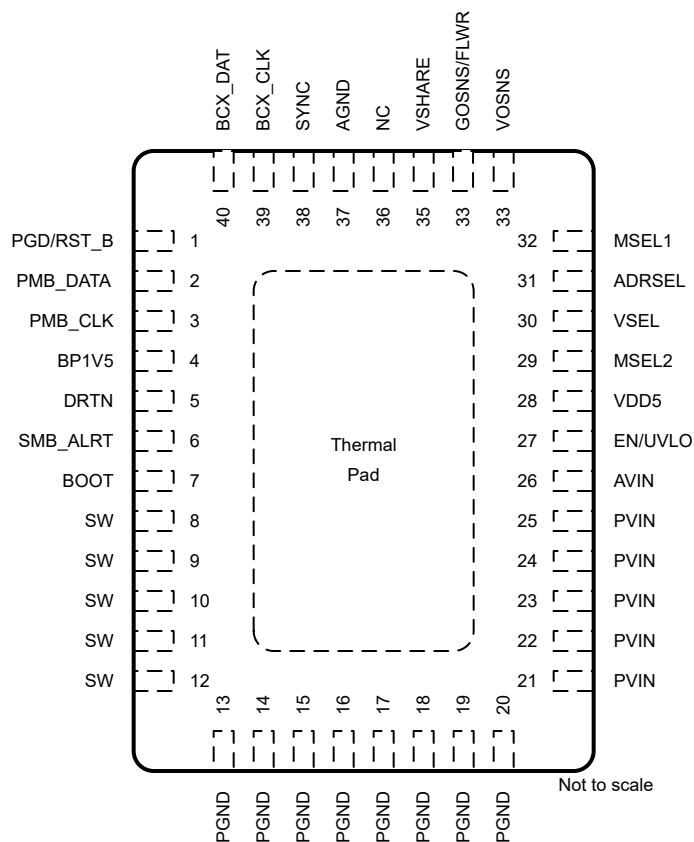 BCX_DAT
BCX_CLK
SYNC
AGND
NC
VSHARE
GOSNS/FLWR
VOSNS
40
39
38
37
36
35
33
33
PGD/RST_B 1
PMB_DATA 2
PMB_CLK 3
BP1V5 4
DRTN 5
SMB_ALRT 6
BOOT 7
SW 8
SW 9
SW 10
SW 11
SW 12
Thermal
Pad
32 MSEL1
31 ADRSEL
30 VSEL
29 MSEL2
28 VDD5
27 EN/UVLO
26 AVIN
25 PVIN
24 PVIN
23 PVIN
22 PVIN
21 PVIN
13
14
15
16
17
18
19
20
PGND
PGND
PGND
PGND
PGND
PGND
PGND
PGND
Not to scale